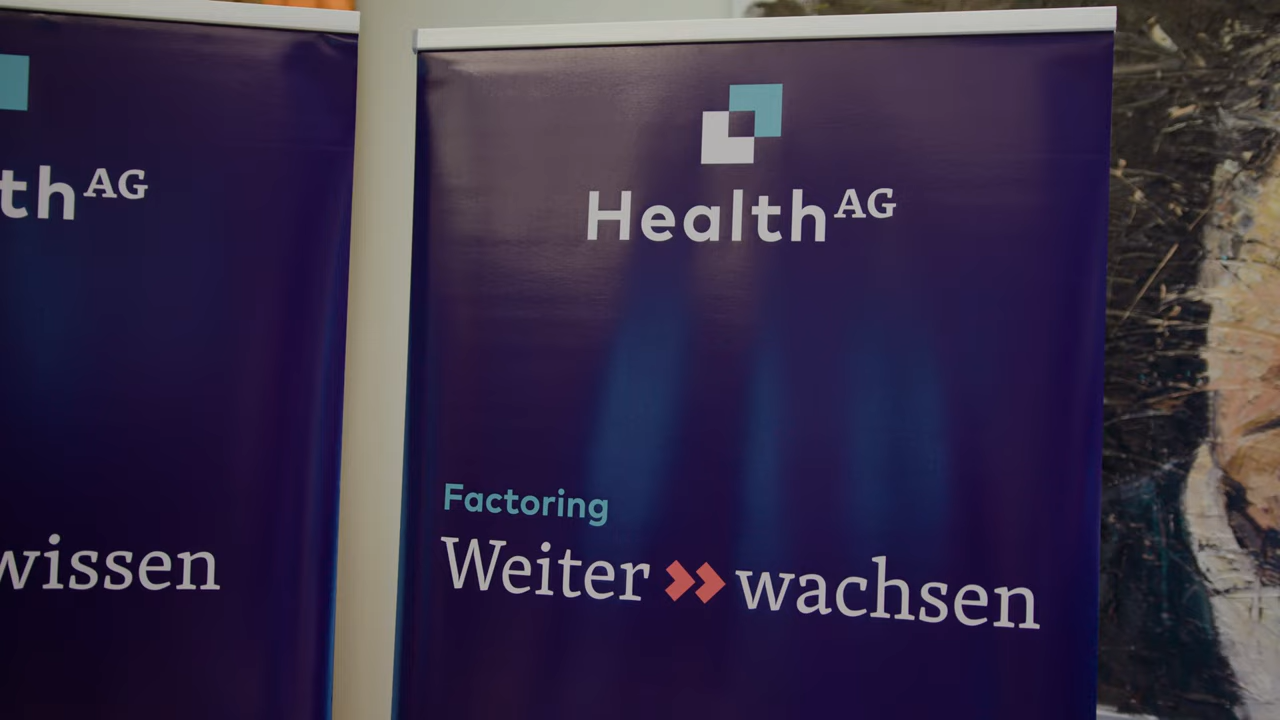 thAG
wissen
HealthAG
Factoring
Weiter » wachsen